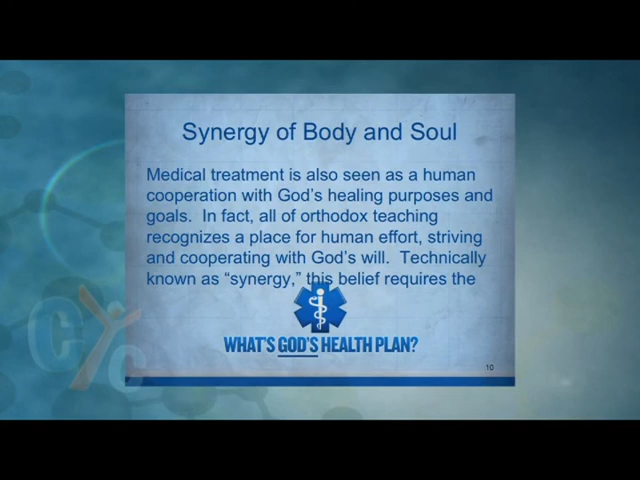 Synergy of Body and Soul
Medical treatment is also seen as a human
cooperation with God's healing purposes and
goals.  In fact, all of orthodox teaching
recognizes a place for human effort, striving
and cooperating with God's will.  Technically
known as "synergy," this belief requires the
WHAT'S GOD'S HEALTH PLAN?
10
CYC